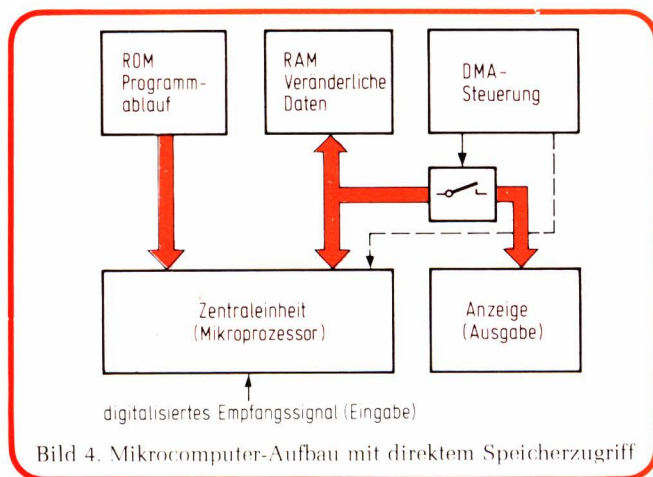 ROM
Programm-
ablauf
RAM
Veränderliche
Daten
DMA-
Steuerung
Zentraleinheit
(Mikroprozessor)
Anzeige
(Ausgabe)
digitalisiertes Empfangssignal (Eingabe)
Bild 4. Mikrocomputer-Aufbau mit direktem Speicherzugriff